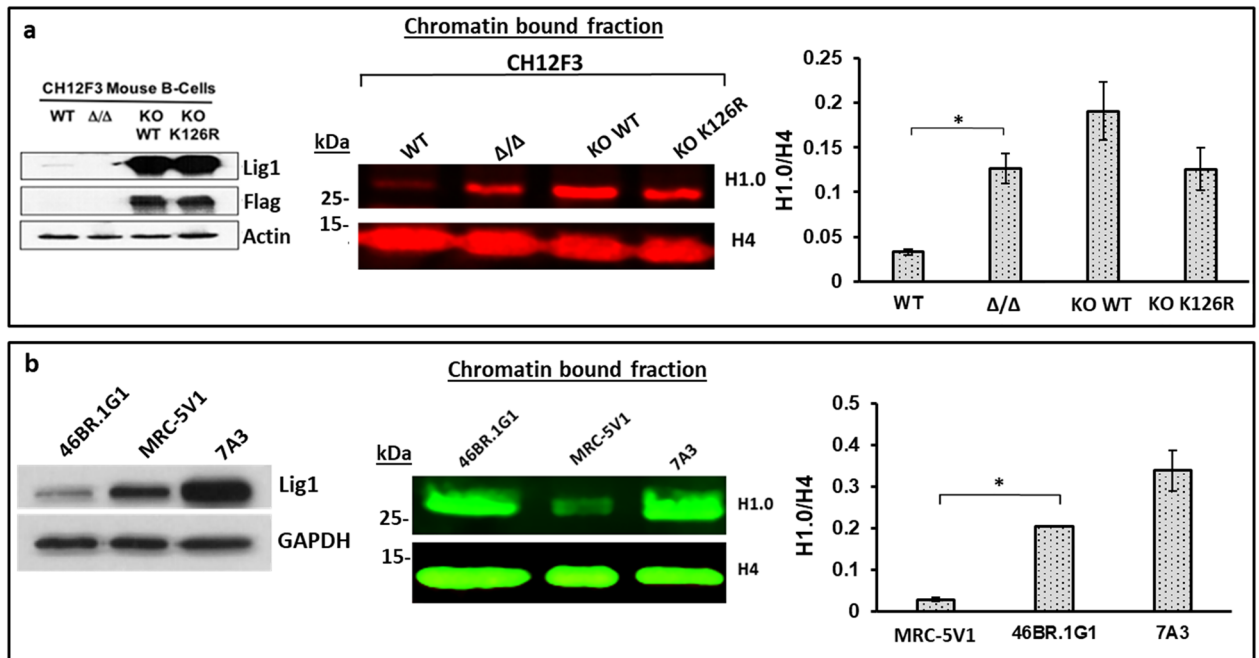 a
Chromatin bound fraction
CH12F3
CH12F3 Mouse B-Cells
WT Δ/Δ KO WT KO K126R
Lig1
Flag
Actin
kDa
WT Δ/Δ KO WT KO K126R
25-
15-
H1.0
H4
H1.0/H4
0.25
0.2
0.15
0.1
0.05
0
*
WT Δ/Δ KO WT KO K126R
b
Chromatin bound fraction
46BR.1G1 MRC-5V1 7A3
Lig1
GAPDH
kDa
46BR.1G1 MRC-5V1 7A3
25-
15-
H1.0
H4
H1.0/H4
0.5
0.4
0.3
0.2
0.1
0
*
MRC-5V1 46BR.1G1 7A3